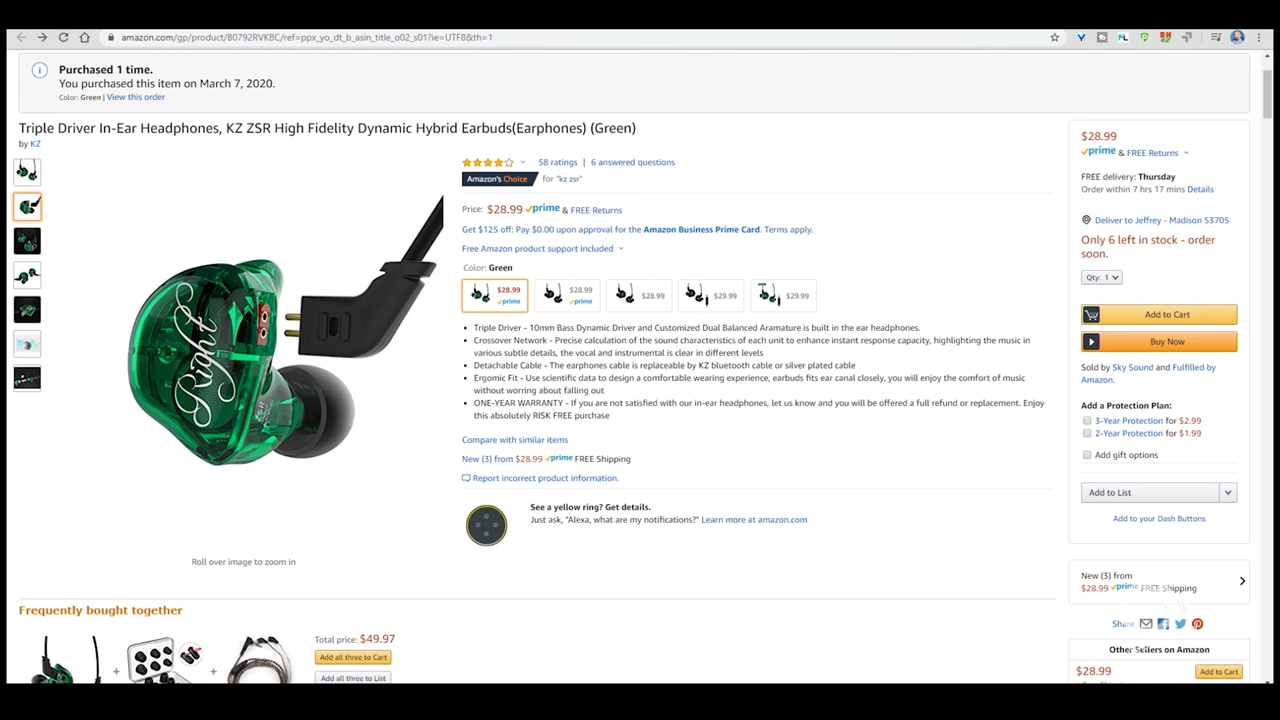 amazon.com/gp/product/B0792RVKBC/ref=ppx_yo_dt_b_asin_title_o02_s01?ie=UTF8&th=1
Purchased 1 time.
You purchased this item on March 7, 2020.
Color: Green | View this order
Triple Driver In-Ear Headphones, KZ ZSR High Fidelity Dynamic Hybrid Earbuds(Earphones) (Green)
by KZ
Right
ZSR
58 ratings | 6 answered questions
Amazon's Choice for "kz zsr"
Price: $28.99 prime & FREE Returns
Get $125 off: Pay $0.00 upon approval for the Amazon Business Prime Card. Terms apply.
Free Amazon product support included
Color: Green
$28.99 prime
$28.99 prime
$28.99
$29.99
$29.99
• Triple Driver - 10mm Bass Dynamic Driver and Customized Dual Balanced Aramature is built in the ear headphones.
• Crossover Network - Precise calculation of the sound characteristics of each unit to enhance instant response capacity, highlighting the music in
various subtle details, the vocal and instrumental is clear in different levels
• Detachable Cable - The earphones cable is replaceable by KZ bluetooth cable or silver plated cable
• Ergomic Fit - Use scientific data to design a comfortable wearing experience, earbuds fits ear canal closely, you will enjoy the comfort of music
without worring about falling out
• ONE-YEAR WARRANTY - If you are not satisfied with our in-ear headphones, let us know and you will be offered a full refund or replacement. Enjoy
this absolutely RISK FREE purchase
Compare with similar items
New (3) from $28.99 prime FREE Shipping
Report incorrect product information.
See a yellow ring? Get details.
Just ask, "Alexa, what are my notifications?" Learn more at amazon.com
Roll over image to zoom in
Frequently bought together
Total price: $49.97
Add all three to Cart
Add all three to List
$28.99
prime & FREE Returns
FREE delivery: Thursday
Order within 7 hrs 17 mins Details
Deliver to Jeffrey - Madison 53705
Only 6 left in stock - order
soon.
Qty: 1
Add to Cart
Buy Now
Sold by Sky Sound and Fulfilled by
Amazon.
Add a Protection Plan:
3-Year Protection for $2.99
2-Year Protection for $1.99
Add gift options
Add to List
Add to your Dash Buttons
New (3) from
$28.99 prime FREE Shipping
Share
Other Sellers on Amazon
$28.99
Add to Cart